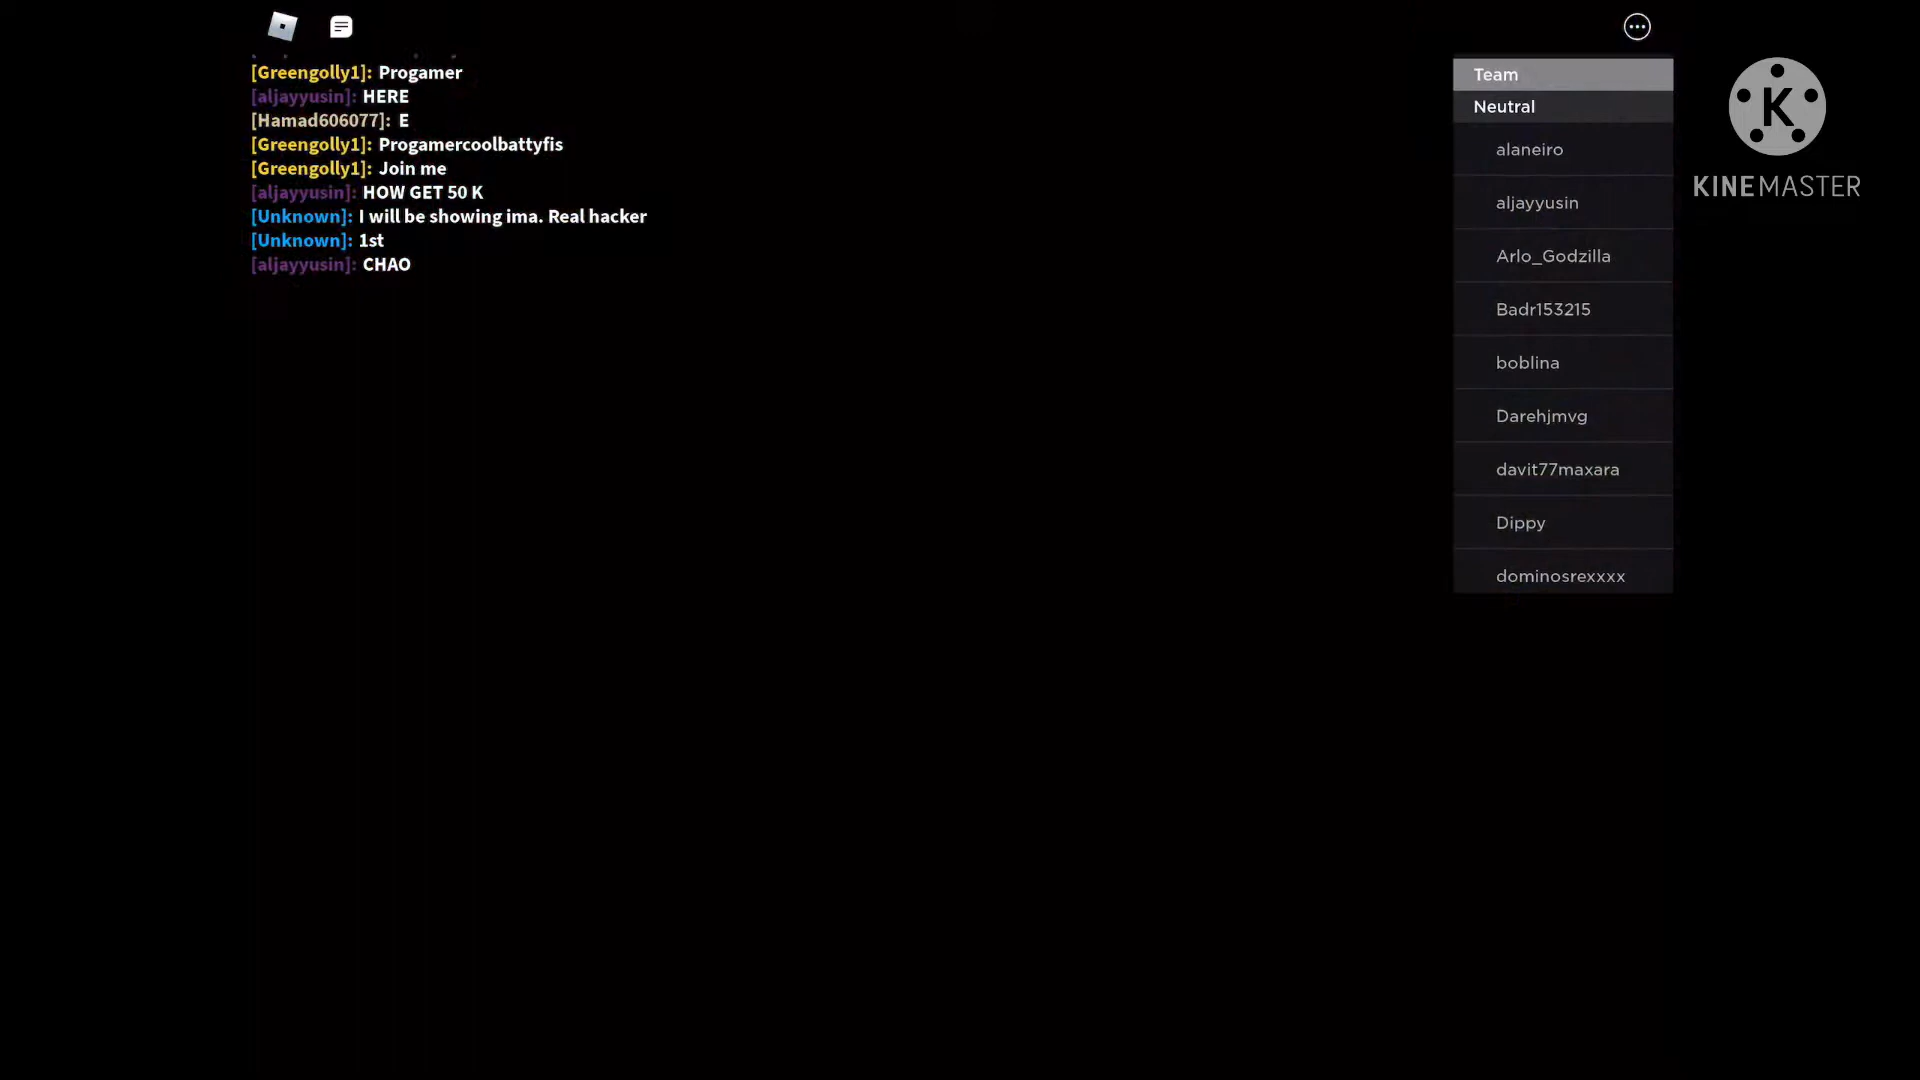 [Greengolly1]: Progamer
[aljayyusin]: HERE
[Hamad606077]: E
[Greengolly1]: Progamercoolbattyfis
[Greengolly1]: Join me
[aljayyusin]: HOW GET 50 K
[Unknown]: I will be showing ima. Real hacker
[Unknown]: 1st
[aljayyusin]: CHAO
Team
Neutral
alaneiro
aljayyusin
Arlo_Godzilla
Badr153215
boblina
Darehjmvg
davit77maxara
Dippy
dominosrexxxx
K
KINEMASTER